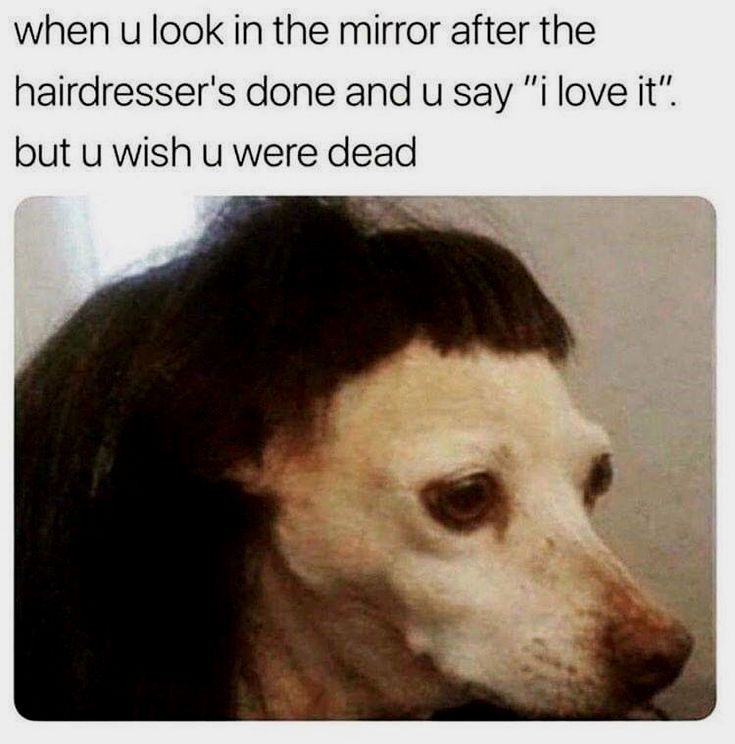 when u look in the mirror after the
hairdresser's done and u say "i love it".
but u wish u were dead